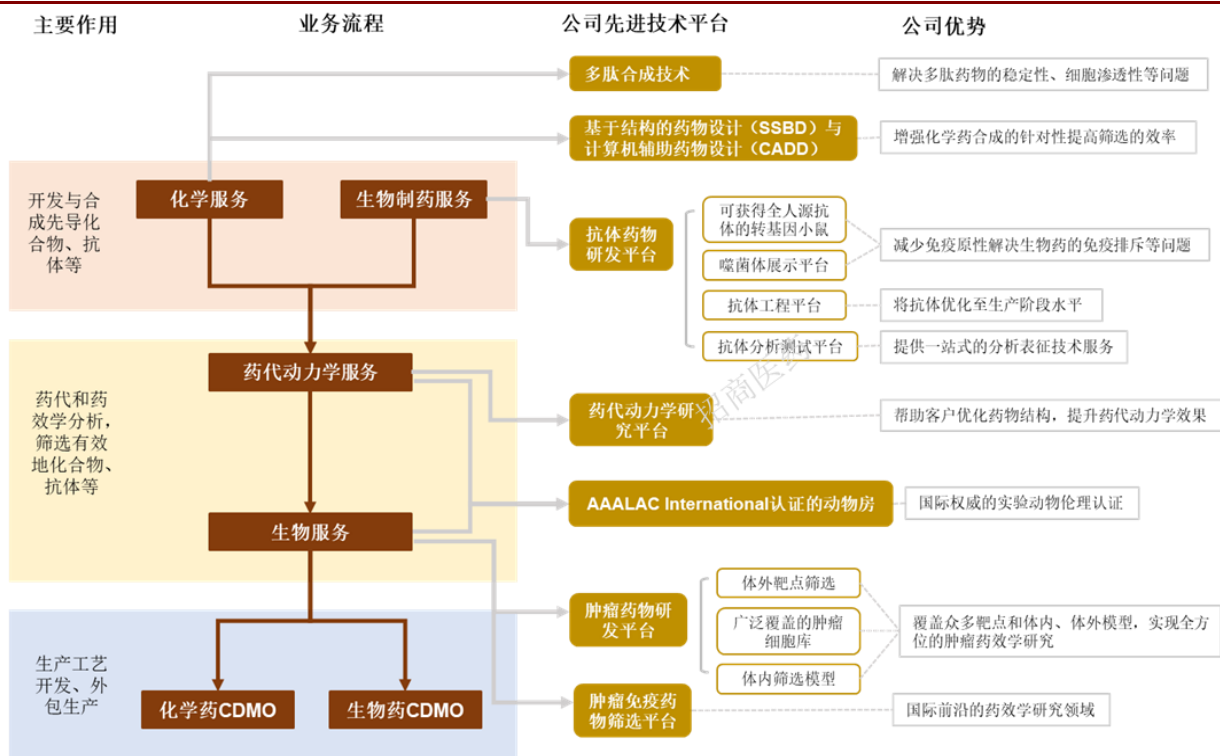 主要作用
业务流程
公司先进技术平台
公司优势
多肽合成技术
解决多肽药物的稳定性、细胞渗透性等问题
基于结构的药物设计（SSBD）与
计算机辅助药物设计（CADD）
增强化学药合成的针对性提高筛选的效率
开发与合
成先导化
合物、抗
体等
化学服务
生物制药服务
抗体药物
研发平台
可获得全人源抗
体的转基因小鼠
噬菌体展示平台
减少免疫原性解决生物药的免疫排斥等问题
抗体工程平台
将抗体优化至生产阶段水平
抗体分析测试平台
提供一站式的分析表征技术服务
药代和药
效学分析，
筛选有效
地化合物、
抗体等
药代动力学服务
药代动力学研
究平台
帮助客户优化药物结构，提升药代动力学效果
招商医药
AAALAC International认证的动物房
国际权威的实验动物伦理认证
生物服务
肿瘤药物研
发平台
体外靶点筛选
广泛覆盖的肿瘤
细胞库
体内筛选模型
覆盖众多靶点和体内、体外模型，实现全方
位的肿瘤药效学研究
生产工艺
开发、外
包生产
化学药CDMO
生物药CDMO
肿瘤免疫药
物筛选平台
国际前沿的药效学研究领域